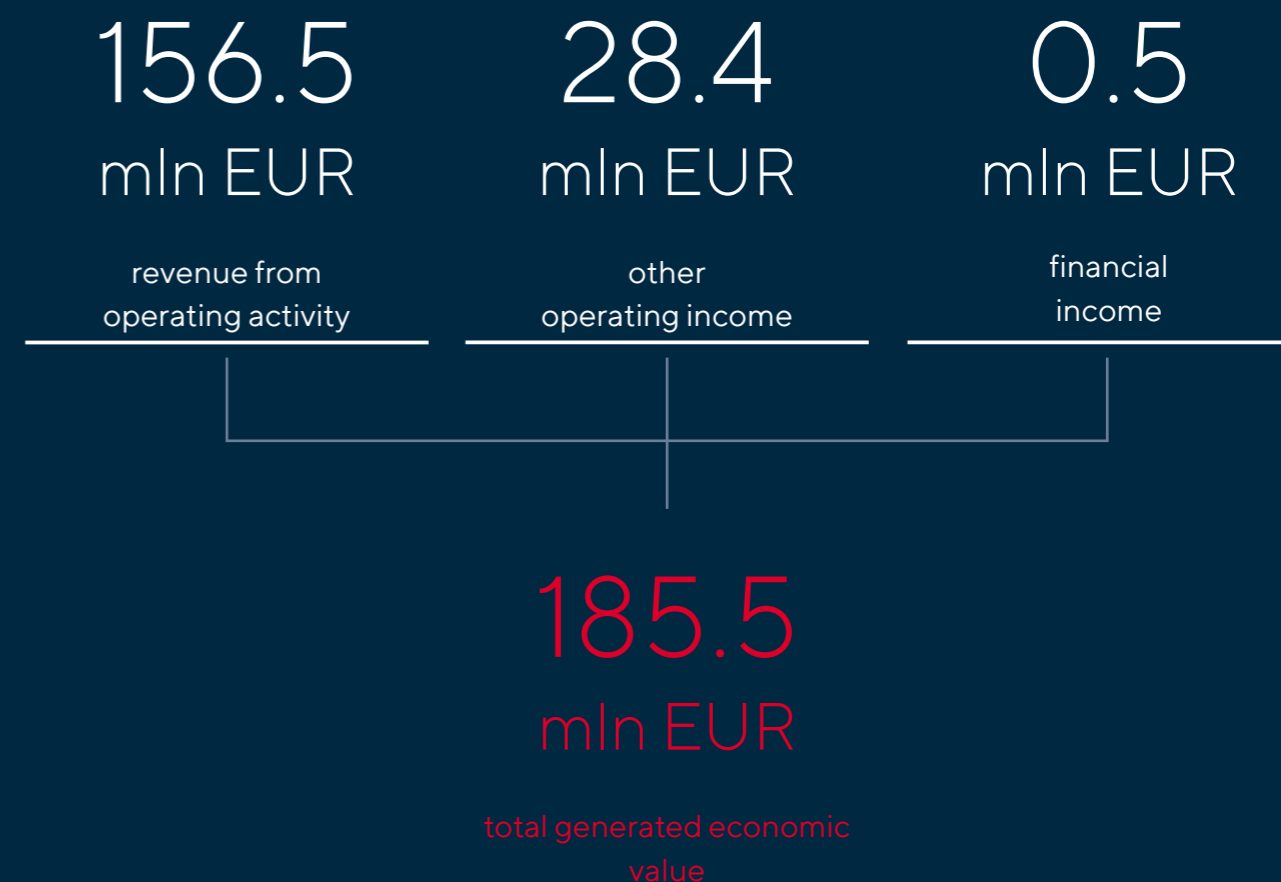 156.5
mln EUR
revenue from
operating activity
28.4
mln EUR
other
operating income
0.5
mln EUR
financial
income
185.5
mln EUR
total generated economic
value